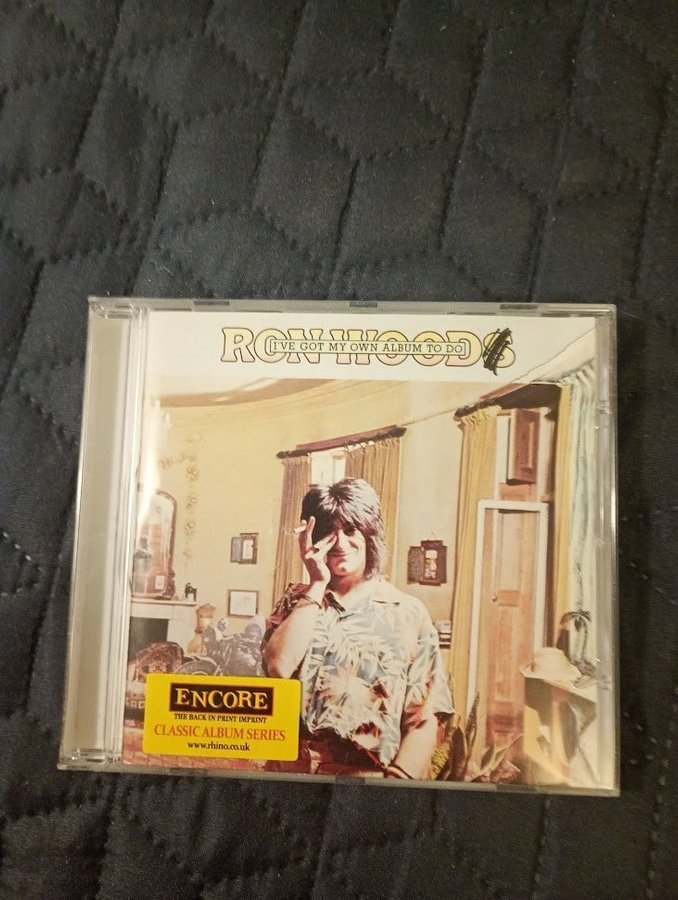 RON WOODS
I'VE GOT MY OWN ALBUM TO DO
ENCORE
THE BACK IN PRINT IMPRINT
CLASSIC ALBUM SERIES
www.rhino.co.uk